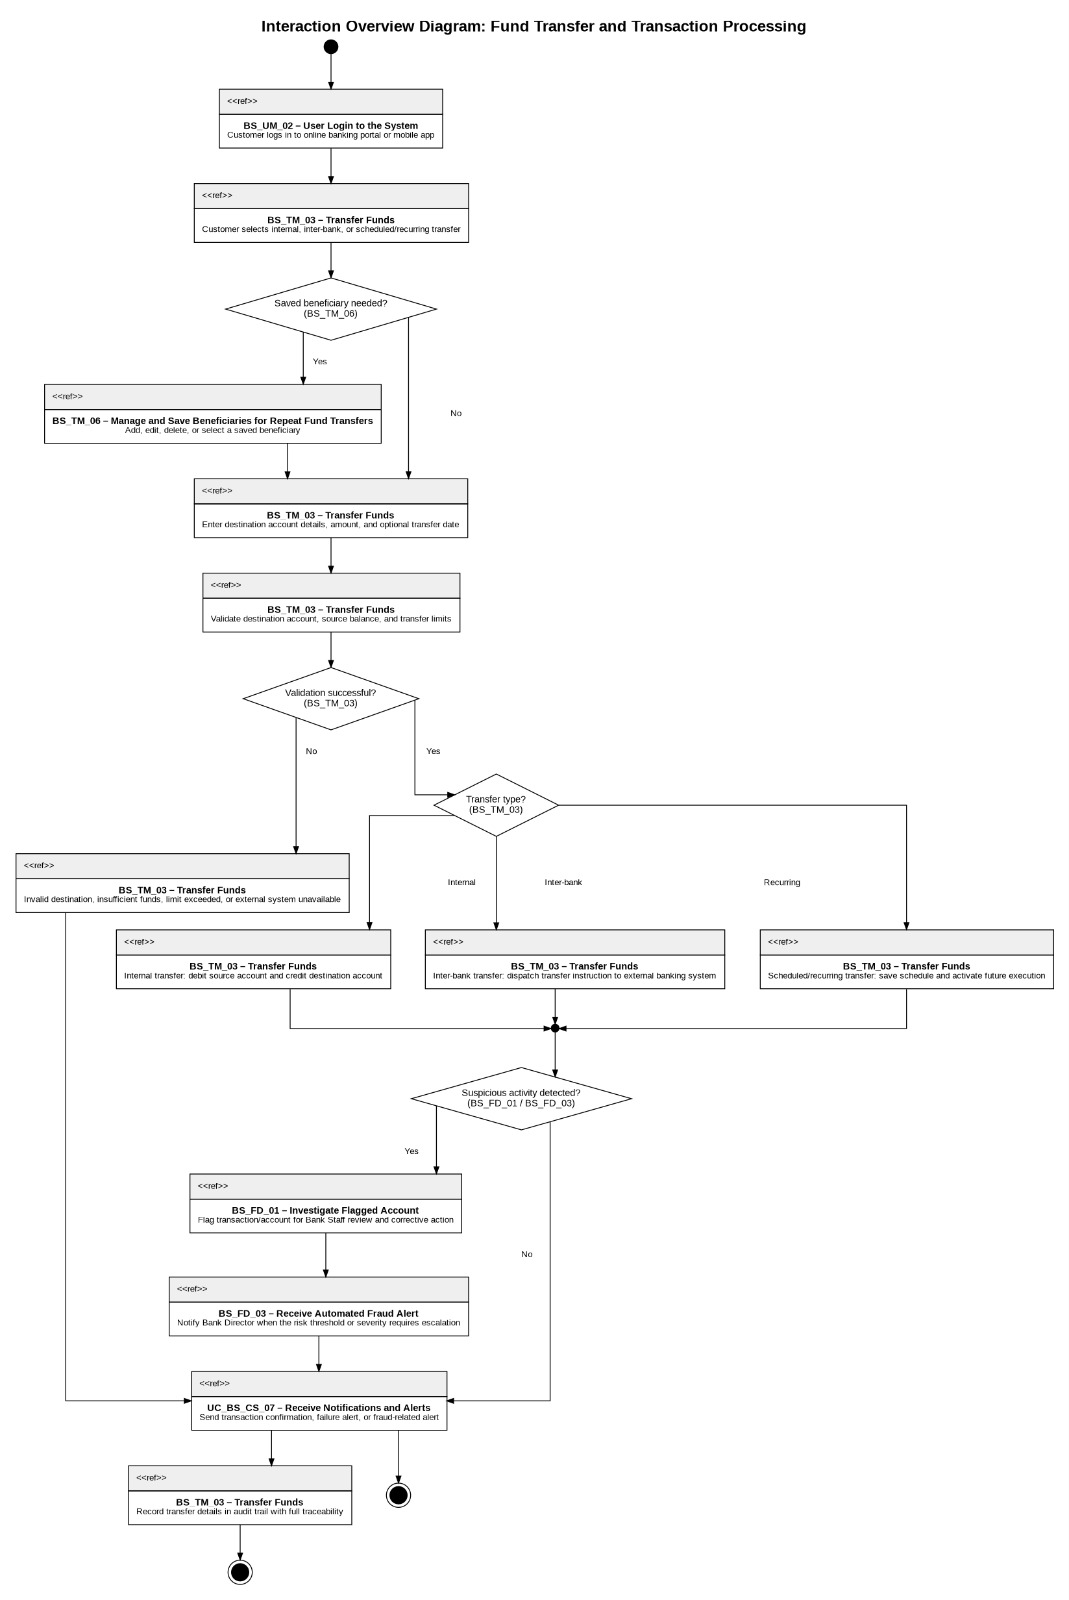 Interaction Overview Diagram: Fund Transfer and Transaction Processing
<<ref>>
BS_UM_02 – User Login to the System
Customer logs in to online banking portal or mobile app
<<ref>>
BS_TM_03 – Transfer Funds
Customer selects internal, inter-bank, or scheduled/recurring transfer
Saved beneficiary needed?
(BS_TM_06)
Yes
<<ref>>
BS_TM_06 – Manage and Save Beneficiaries for Repeat Fund Transfers
Add, edit, delete, or select a saved beneficiary
No
<<ref>>
BS_TM_03 – Transfer Funds
Enter destination account details, amount, and optional transfer date
<<ref>>
BS_TM_03 – Transfer Funds
Validate destination account, source balance, and transfer limits
Validation successful?
(BS_TM_03)
No
Yes
Transfer type?
(BS_TM_03)
<<ref>>
BS_TM_03 – Transfer Funds
Invalid destination, insufficient funds, limit exceeded, or external system unavailable
Internal
Inter-bank
Recurring
<<ref>>
BS_TM_03 – Transfer Funds
Internal transfer: debit source account and credit destination account
<<ref>>
BS_TM_03 – Transfer Funds
Inter-bank transfer: dispatch transfer instruction to external banking system
<<ref>>
BS_TM_03 – Transfer Funds
Scheduled/recurring transfer: save schedule and activate future execution
Suspicious activity detected?
(BS_FD_01 / BS_FD_03)
Yes
<<ref>>
BS_FD_01 – Investigate Flagged Account
Flag transaction/account for Bank Staff review and corrective action
No
<<ref>>
BS_FD_03 – Receive Automated Fraud Alert
Notify Bank Director when the risk threshold or severity requires escalation
<<ref>>
UC_BS_CS_07 – Receive Notifications and Alerts
Send transaction confirmation, failure alert, or fraud-related alert
<<ref>>
BS_TM_03 – Transfer Funds
Record transfer details in audit trail with full traceability